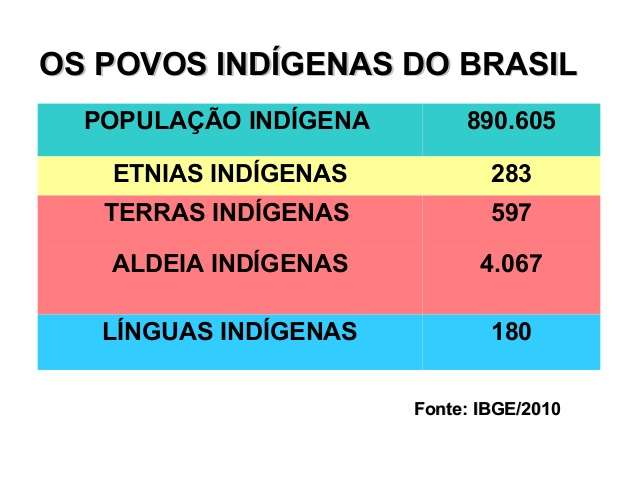 OS POVOS INDÍGENAS DO BRASIL
POPULAÇÃO INDÍGENA 890.605
ETNIAS INDÍGENAS 283
TERRAS INDÍGENAS 597
ALDEIA INDÍGENAS 4.067
LÍNGUAS INDÍGENAS 180
Fonte: IBGE/2010